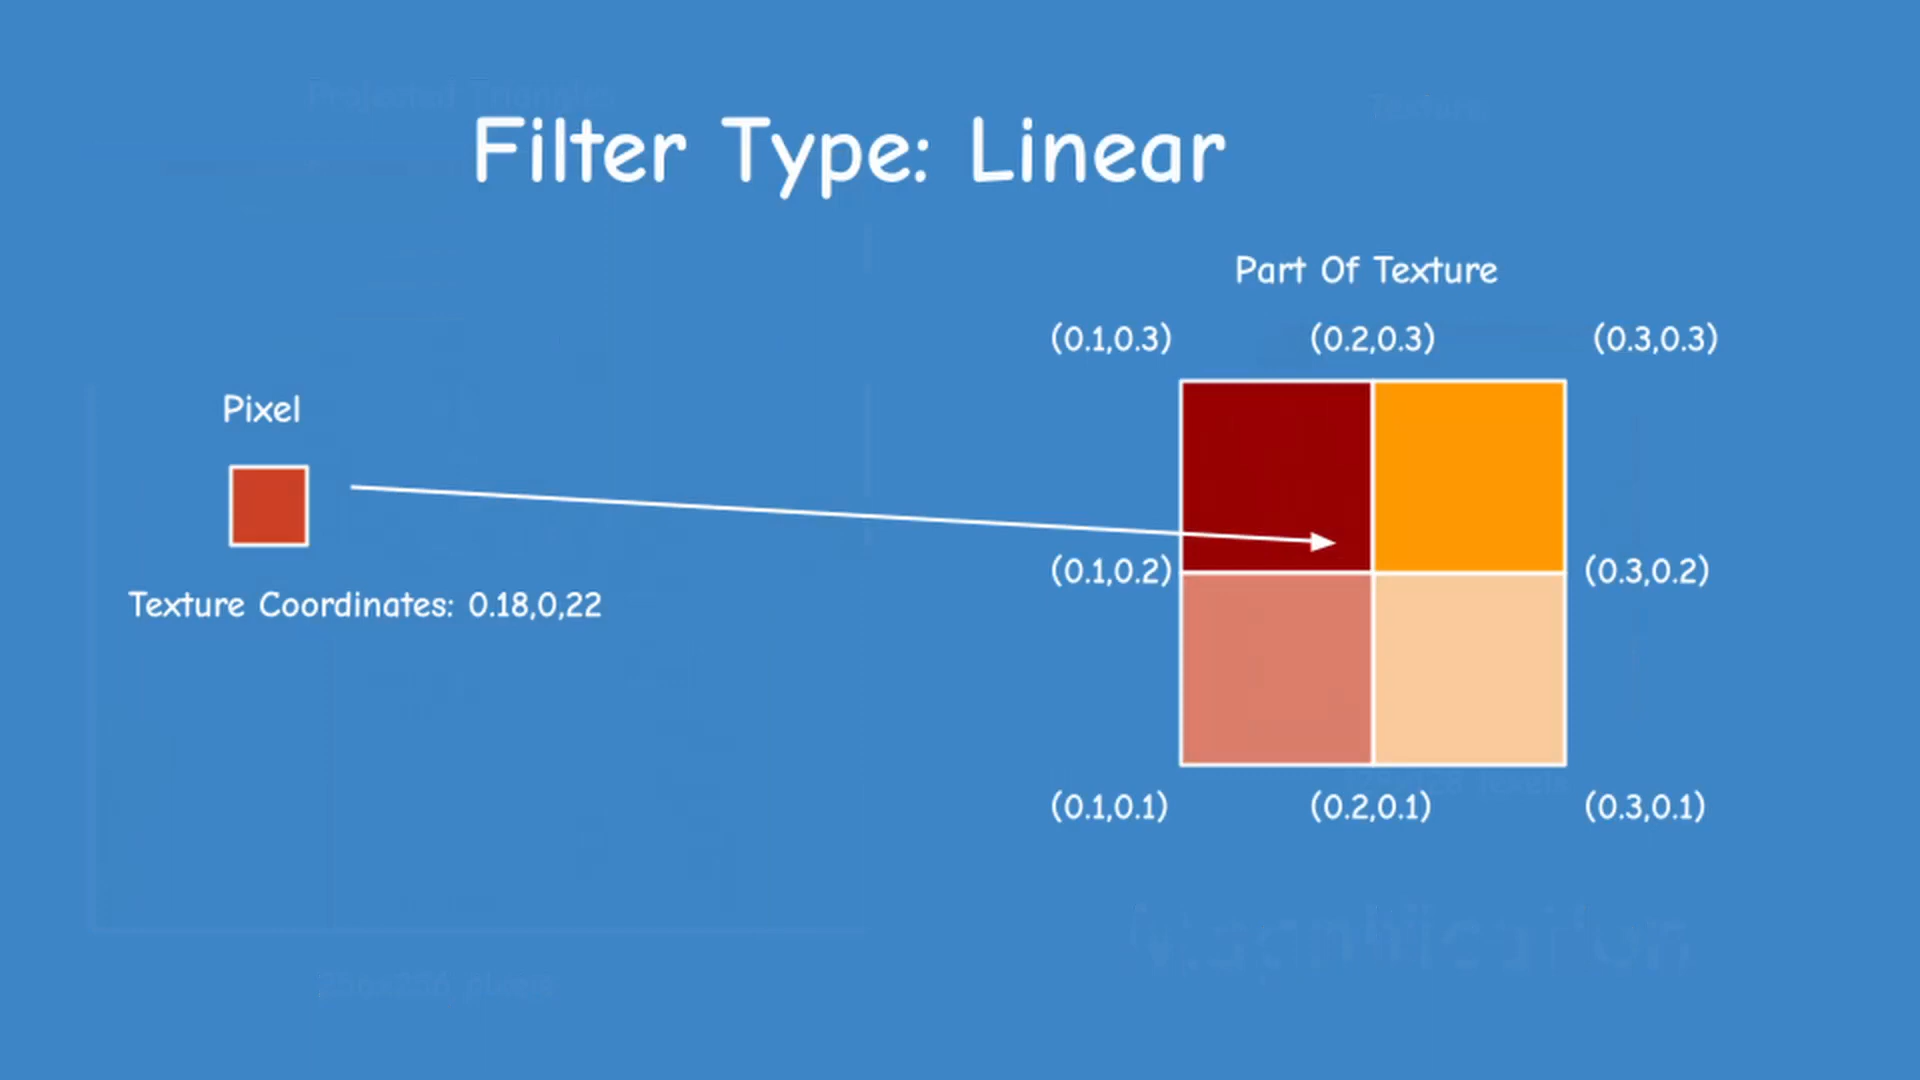 Filter Type: Linear
Part Of Texture
(0.1,0.3) (0.2,0.3) (0.3,0.3)
Pixel
(0.1,0.2) (0.3,0.2)
Texture Coordinates: 0.18,0,22
(0.1,0.1) (0.2,0.1) (0.3,0.1)